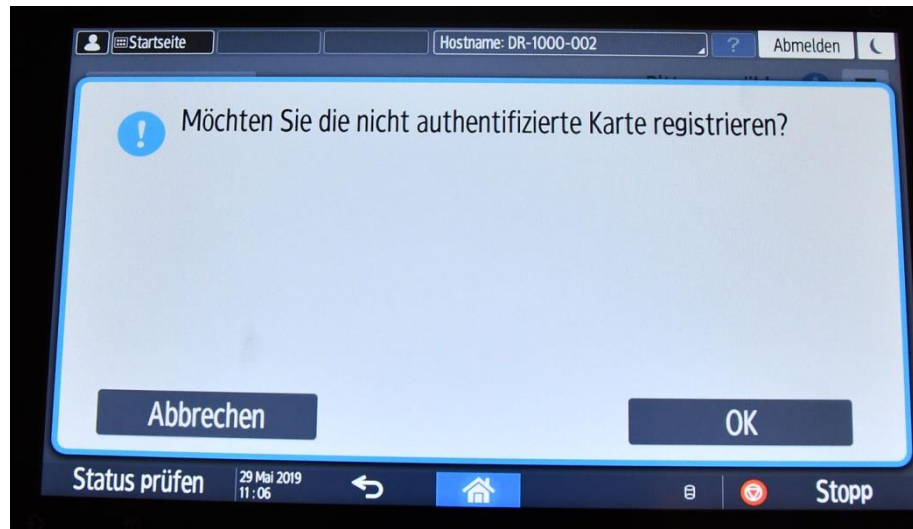 Startseite
Hostname: DR-1000-002
?
Abmelden
! Möchten Sie die nicht authentifizierte Karte registrieren?
Abbrechen
OK
Status prüfen
29 Mai 2019
11:06
Stopp